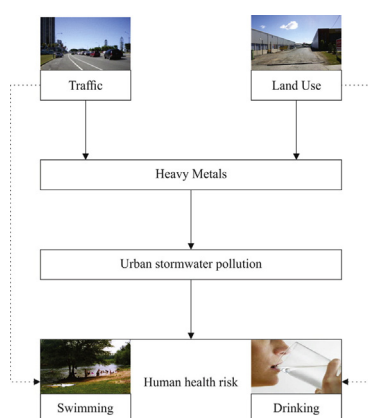 Traffic
Land Use
Heavy Metals
Urban stormwater pollution
Human health risk
Swimming
Drinking